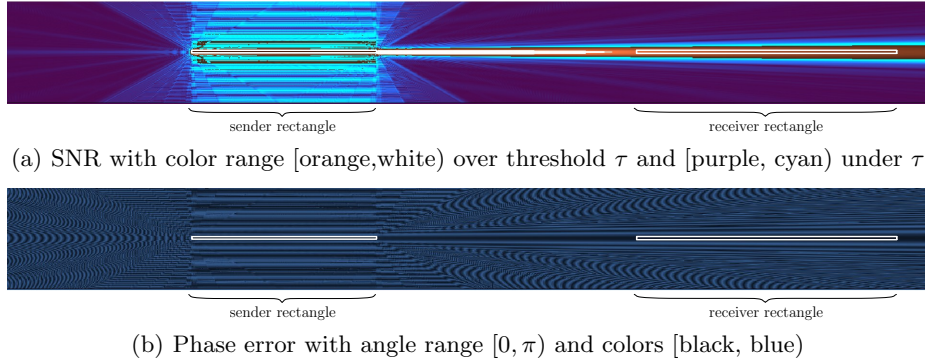 sender rectangle
receiver rectangle
(a) SNR with color range [orange,white) over threshold τ and [purple, cyan) under τ
sender rectangle
receiver rectangle
(b) Phase error with angle range [0, π) and colors [black, blue)